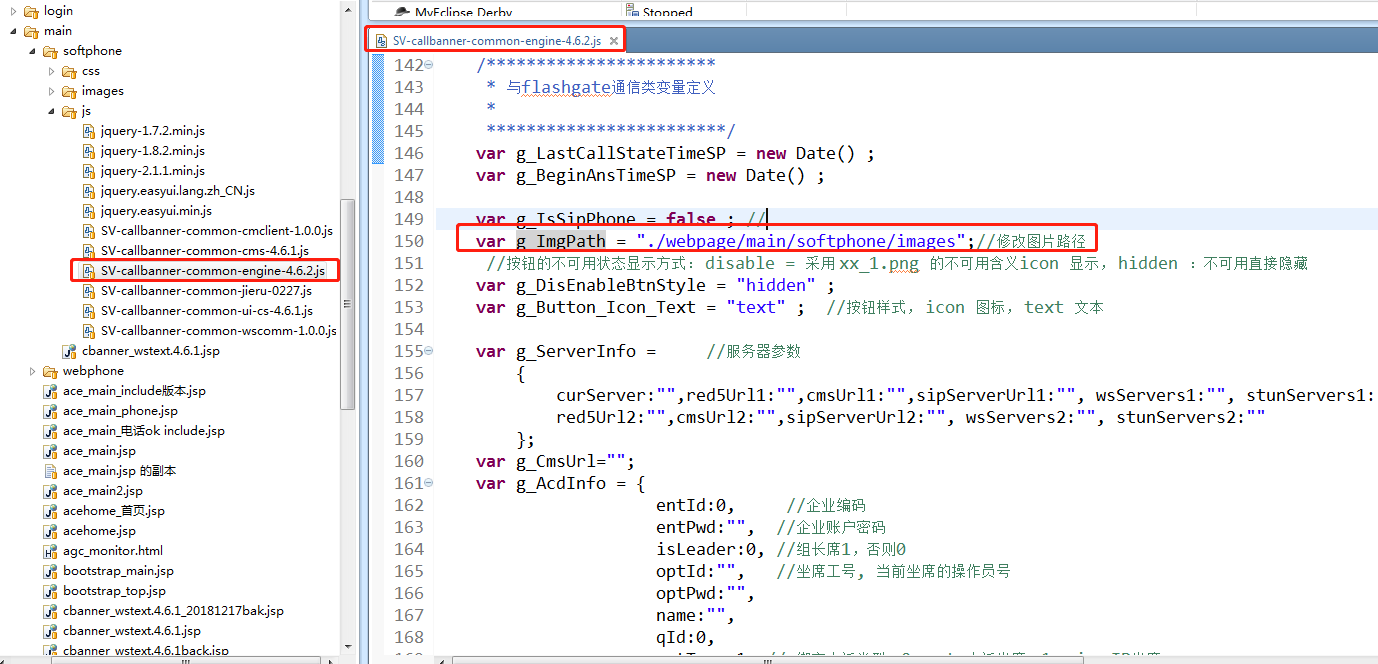 login
main
softphone
css
images
js
jquery-1.7.2.min.js
jquery-1.8.2.min.js
jquery-2.1.1.min.js
jquery.easyui.lang.zh_CN.js
jquery.easyui.min.js
SV-callbanner-common-cmclient-1.0.0.js
SV-callbanner-common-cms-4.6.1.js
SV-callbanner-common-engine-4.6.2.js
SV-callbanner-common-jieru-0227.js
SV-callbanner-common-ui-cs-4.6.1.js
SV-callbanner-common-wscomm-1.0.0.js
cbanner_wstext.4.6.1.jsp
webphone
ace_main_include版本.jsp
ace_main_phone.jsp
ace_main_电话ok include.jsp
ace_main.jsp
ace_main.jsp 的副本
ace_main2.jsp
acehome_首页.jsp
acehome.jsp
agc_monitor.html
bootstrap_main.jsp
bootstrap_top.jsp
cbanner_wstext.4.6.1_20181217bak.jsp
cbanner_wstext.4.6.1.jsp
cbanner_wstext.4.6.1back.jsp
MyEclipse Derby Stopped
SV-callbanner-common-engine-4.6.2.js
142 /***********************
143 * 与flashgate通信类变量定义
144 *
145 ************************/
146 var g_LastCallStateTimeSP = new Date() ;
147 var g_BeginAnsTimeSP = new Date() ;
148
149 var g_IsSipPhone = false ; //
150 var g_ImgPath = "./webpage/main/softphone/images";//修改图片路径
151 //按钮的不可用状态显示方式：disable = 采用xx_1.png 的不可用含义icon 显示，hidden ：不可用直接隐藏
152 var g_DisEnableBtnStyle = "hidden" ;
153 var g_Button_Icon_Text = "text" ; //按钮样式，icon 图标，text 文本
154
155 var g_ServerInfo = //服务器参数
156 {
157 curServer:"",red5Url1:"",cmsUrl1:"",sipServerUrl1:"", wsServers1:"", stunServers1:
158 red5Url2:"",cmsUrl2:"",sipServerUrl2:"", wsServers2:"", stunServers2:""
159 };
160 var g_CmsUrl="";
161 var g_AcdInfo = {
162 entId:0, //企业编码
163 entPwd:"", //企业账户密码
164 isLeader:0, //组长席1，否则0
165 optId:"", //坐席工号, 当前坐席的操作员号
166 optPwd:"",
167 name:"",
168 qId:0,